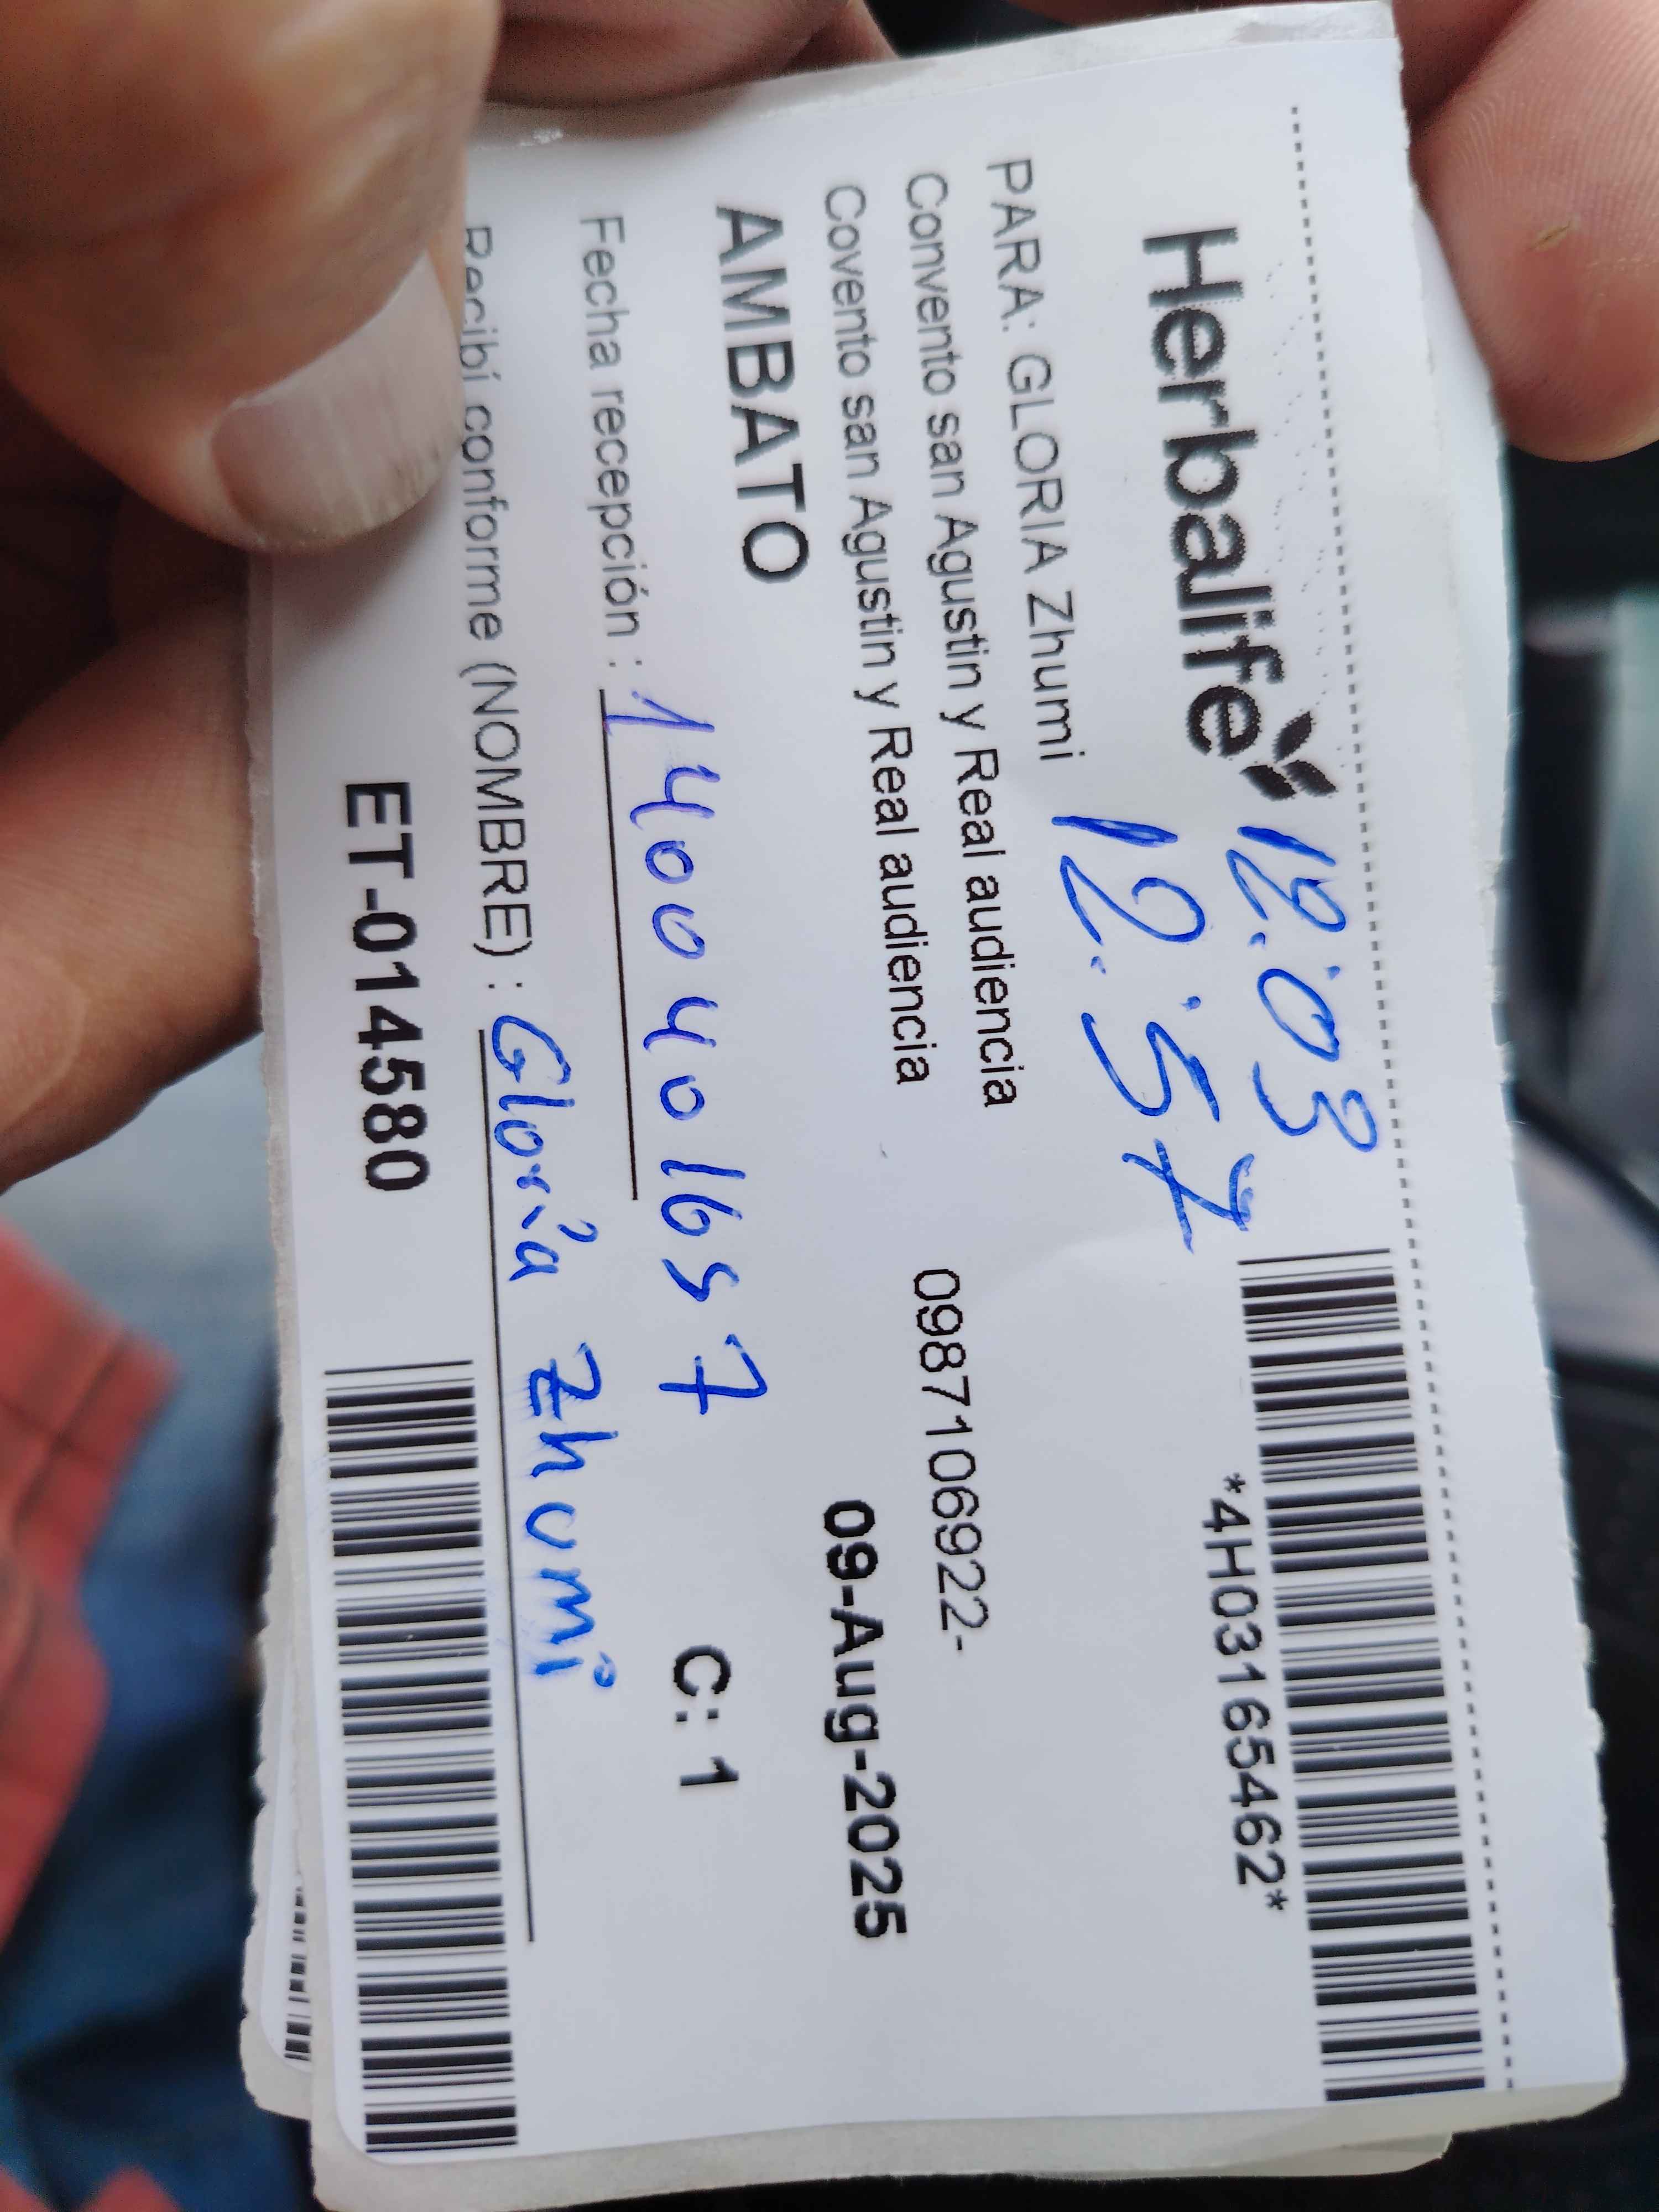 Herbalife
12:03
12:57
*4H03165462*
PARA: GLORIA Zhumi
Convento san Agustin y Real audiencia
0987106922-
Covento san Agustin y Real audiencia
09-Aug-2025
AMBATO
C: 1
Fecha recepción : 1400401657
Recibí conforme (NOMBRE) : Gloria Zhumi
ET-014580